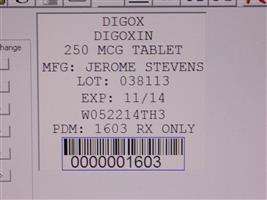 hange
DIGOX
DIGOXIN
250 MCG TABLET
MFG: JEROME STEVENS
LOT: 038113
EXP: 11/14
W052214TH3
PDM: 1603 RX ONLY
0000001603